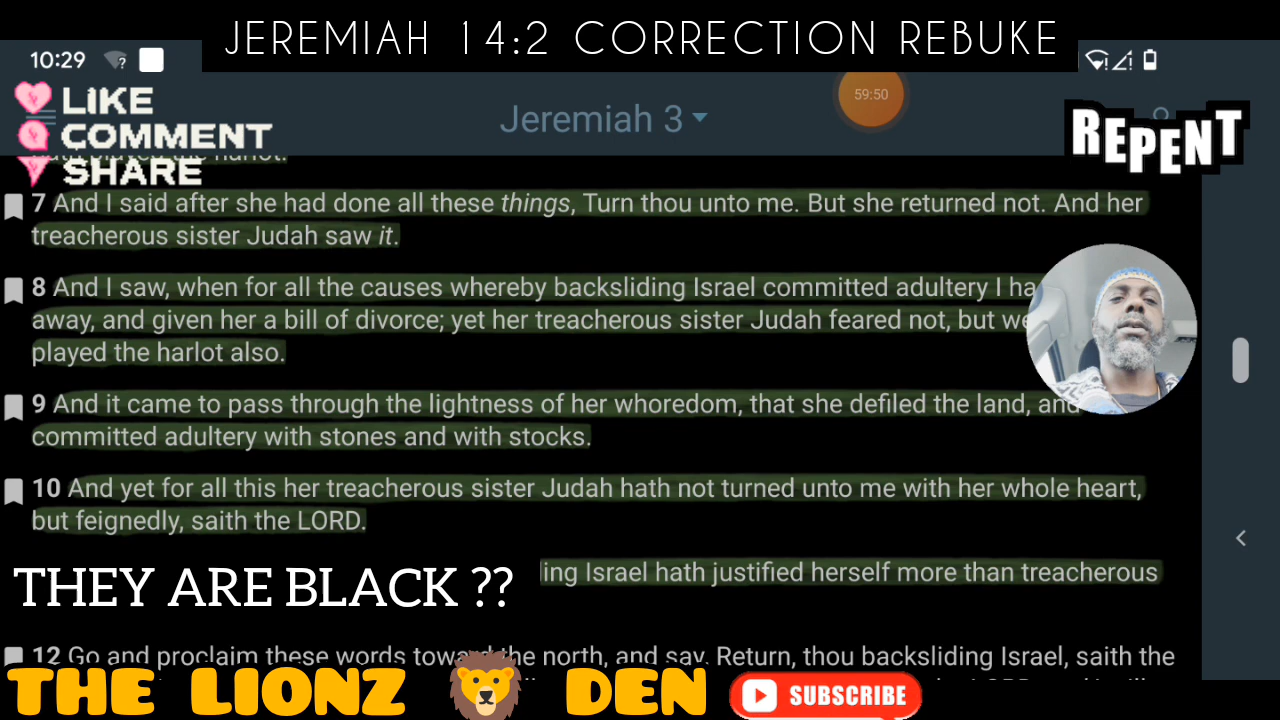 JEREMIAH 14:2 CORRECTION REBUKE
10:29
LIKE
COMMENT
SHARE
Jeremiah 3
59:50
REPENT
7 And I said after she had done all these things, Turn thou unto me. But she returned not. And her
treacherous sister Judah saw it.
8 And I saw, when for all the causes whereby backsliding Israel committed adultery I ha
away, and given her a bill of divorce; yet her treacherous sister Judah feared not, but we
played the harlot also.
9 And it came to pass through the lightness of her whoredom, that she defiled the land, and
committed adultery with stones and with stocks.
10 And yet for all this her treacherous sister Judah hath not turned unto me with her whole heart,
but feignedly, saith the LORD.
THEY ARE BLACK ??
ing Israel hath justified herself more than treacherous
12 Go and proclaim these words toward the north, and say, Return, thou backsliding Israel, saith the
THE LIONZ DEN
SUBSCRIBE